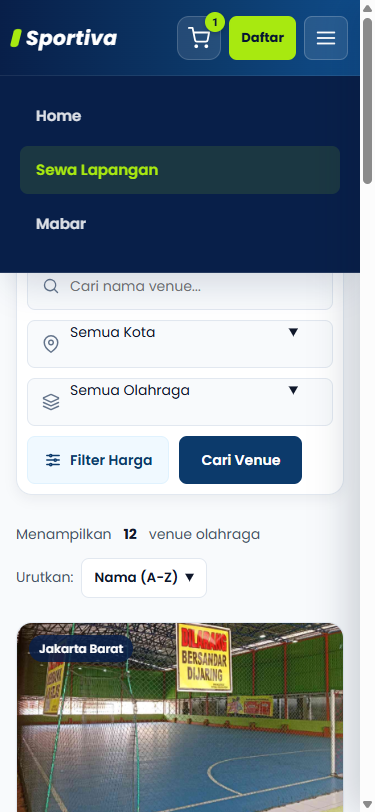 Sportiva
1
Daftar
Home
Sewa Lapangan
Mabar
Cari nama venue...
Semua Kota
Semua Olahraga
Filter Harga
Cari Venue
Menampilkan 12 venue olahraga
Urutkan: Nama (A-Z)
Jakarta Barat
DILARANG
BERSANDAR
DIJARING